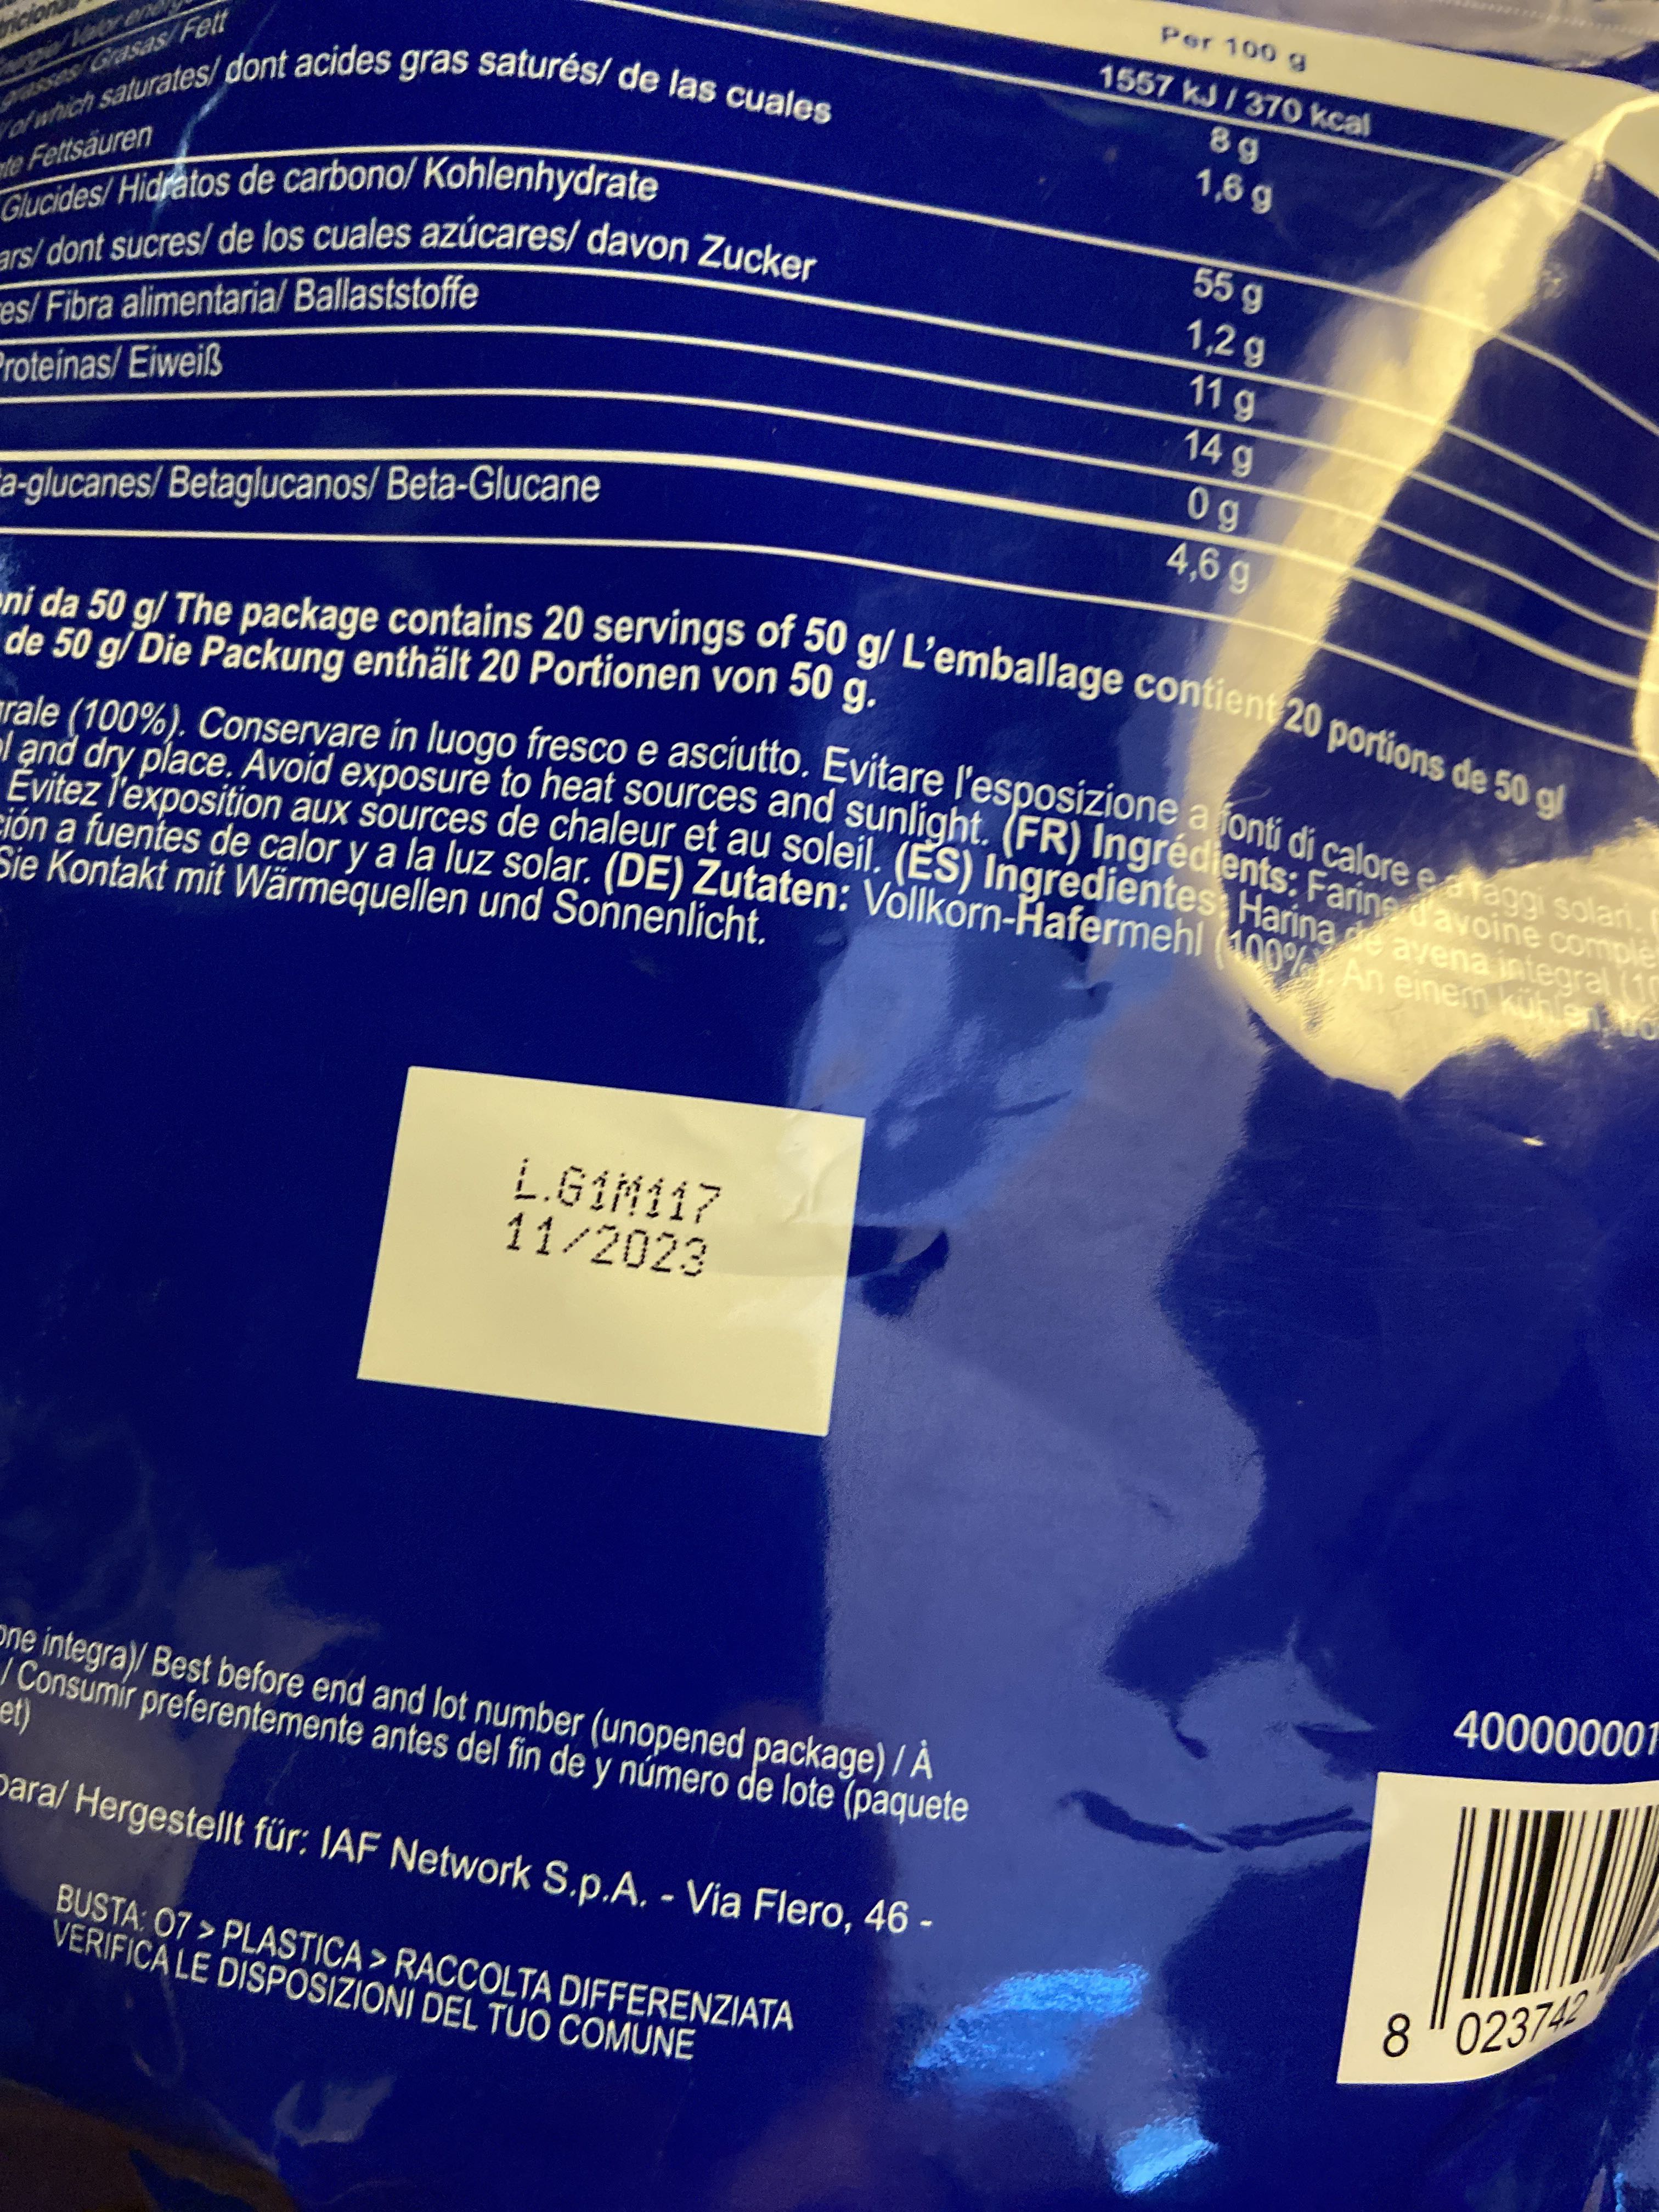 Per 100 g
1557 kJ / 370 kcal
Grasas/ Fett
8 g
of which saturates/ dont acides gras saturés/ de las cuales
1,6 g
Fettsäuren
Glucides/ Hidratos de carbono/ Kohlenhydrate
55 g
ars/ dont sucres/ de los cuales azúcares/ davon Zucker
1,2 g
es/ Fibra alimentaria/ Ballaststoffe
11 g
Proteínas/ Eiweiß
14 g
0 g
a-glucanes/ Betaglucanos/ Beta-Glucane
4,6 g
ni da 50 g/ The package contains 20 servings of 50 g/ L'emballage contient 20 portions de 50 g/
de 50 g/ Die Packung enthält 20 Portionen von 50 g.
rale (100%). Conservare in luogo fresco e asciutto. Evitare l'esposizione a fonti di calore e a raggi solari.
l and dry place. Avoid exposure to heat sources and sunlight. (FR) Ingrédients: Farine d'avoine complè
Évitez l'exposition aux sources de chaleur et au soleil. (ES) Ingredientes: Harina de avena integral (10
ción a fuentes de calor y a la luz solar. (DE) Zutaten: Vollkorn-Hafermehl (100%). An einem kühlen, tro
Sie Kontakt mit Wärmequellen und Sonnenlicht.
L.G1M117
11/2023
one integra)/ Best before end and lot number (unopened package) / À
/ Consumir preferentemente antes del fin de y número de lote (paquete
et)
para/ Hergestellt für: IAF Network S.p.A. - Via Flero, 46 -
BUSTA: O7 > PLASTICA > RACCOLTA DIFFERENZIATA
VERIFICA LE DISPOSIZIONI DEL TUO COMUNE
400000001
8 023742